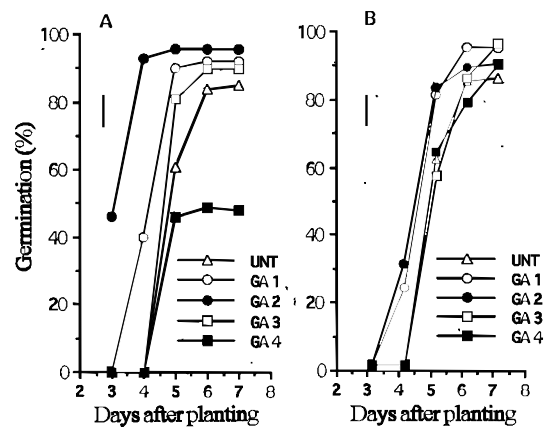 A
B
100
80
60
40
20
0
Germination (%)
UNT
GA 1
GA 2
GA 3
GA 4
2 3 4 5 6 7 8
Days after planting
100
80
60
40
20
0
UNT
GA 1
GA 2
GA 3
GA 4
2 3 4 5 6 7 8
Days after planting